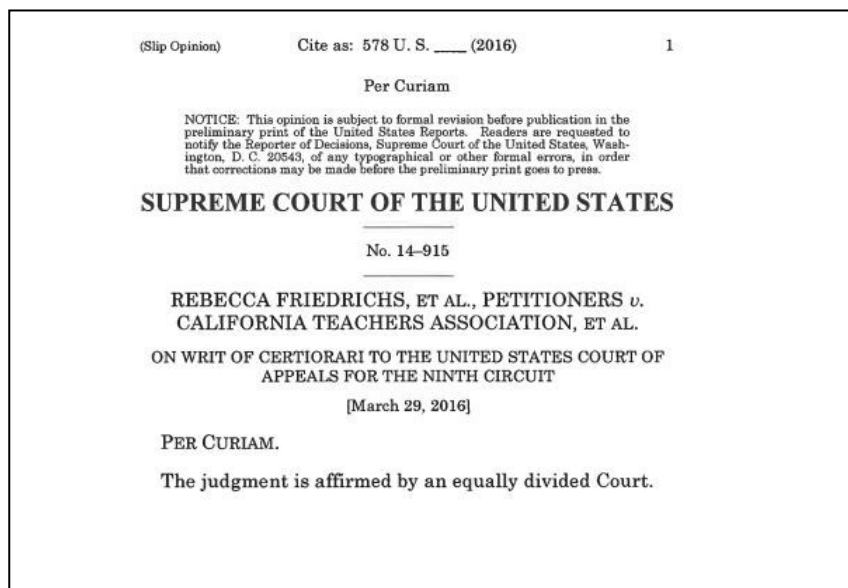 (Slip Opinion) Cite as: 578 U. S. ____ (2016) 1
Per Curiam
NOTICE: This opinion is subject to formal revision before publication in the
preliminary print of the United States Reports. Readers are requested to
notify the Reporter of Decisions, Supreme Court of the United States, Wash-
ington, D. C. 20543, of any typographical or other formal errors, in order
that corrections may be made before the preliminary print goes to press.
SUPREME COURT OF THE UNITED STATES
No. 14–915
REBECCA FRIEDRICHS, ET AL., PETITIONERS v.
CALIFORNIA TEACHERS ASSOCIATION, ET AL.
ON WRIT OF CERTIORARI TO THE UNITED STATES COURT OF
APPEALS FOR THE NINTH CIRCUIT
[March 29, 2016]
PER CURIAM.
The judgment is affirmed by an equally divided Court.